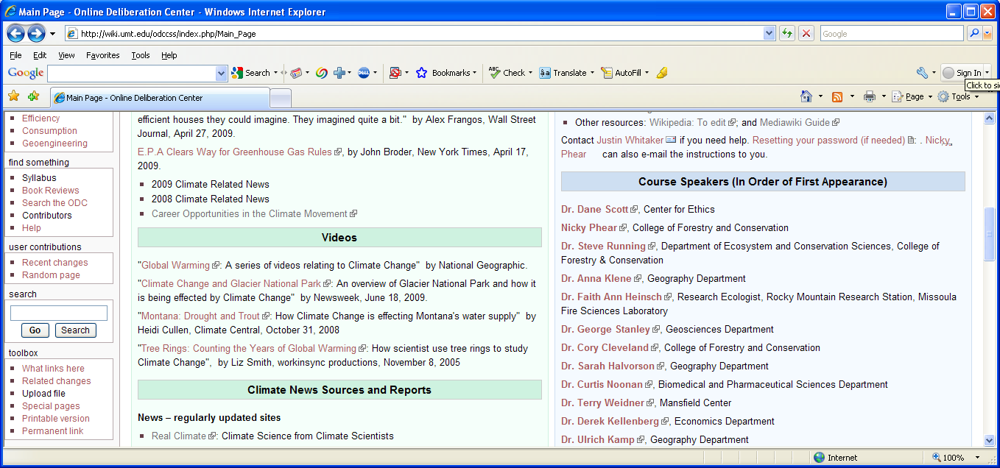 Main Page - Online Deliberation Center - Windows Internet Explorer
http://wiki.umt.edu/odccss/index.php/Main_Page
Google
File Edit View Favorites Tools Help
Google Search Bookmarks Check Translate AutoFill Sign In
Click to si
Main Page - Online Deliberation Center
Page Tools
Efficiency
Consumption
Geoengineering
find something
Syllabus
Book Reviews
Search the ODC
Contributors
Help
user contributions
Recent changes
Random page
search
Go Search
toolbox
What links here
Related changes
Upload file
Special pages
Printable version
Permanent link
efficient houses they could imagine. They imagined quite a bit." by Alex Frangos, Wall Street
Journal, April 27, 2009.
E.P.A Clears Way for Greenhouse Gas Rules, by John Broder, New York Times, April 17,
2009.
2009 Climate Related News
2008 Climate Related News
Career Opportunities in the Climate Movement
Videos
"Global Warming: A series of videos relating to Climate Change" by National Geographic.
"Climate Change and Glacier National Park: An overview of Glacier National Park and how it
is being effected by Climate Change" by Newsweek, June 18, 2009.
"Montana: Drought and Trout: How Climate Change is effecting Montana's water supply" by
Heidi Cullen, Climate Central, October 31, 2008
"Tree Rings: Counting the Years of Global Warming: How scientist use tree rings to study
Climate Change", by Liz Smith, workinsync productions, November 8, 2005
Climate News Sources and Reports
News – regularly updated sites
Real Climate: Climate Science from Climate Scientists
Other resources: Wikipedia: To edit; and Mediawiki Guide
Contact Justin Whitaker if you need help. Resetting your password (if needed) : . Nicky
Phear can also e-mail the instructions to you.
Course Speakers (In Order of First Appearance)
Dr. Dane Scott, Center for Ethics
Nicky Phear, College of Forestry and Conservation
Dr. Steve Running, Department of Ecosystem and Conservation Sciences, College of
Forestry & Conservation
Dr. Anna Klene, Geography Department
Dr. Faith Ann Heinsch, Research Ecologist, Rocky Mountain Research Station, Missoula
Fire Sciences Laboratory
Dr. George Stanley, Geosciences Department
Dr. Cory Cleveland, College of Forestry and Conservation
Dr. Sarah Halvorson, Geography Department
Dr. Curtis Noonan, Biomedical and Pharmaceutical Sciences Department
Dr. Terry Weidner, Mansfield Center
Dr. Derek Kellenberg, Economics Department
Dr. Ulrich Kamp, Geography Department
Internet
100%